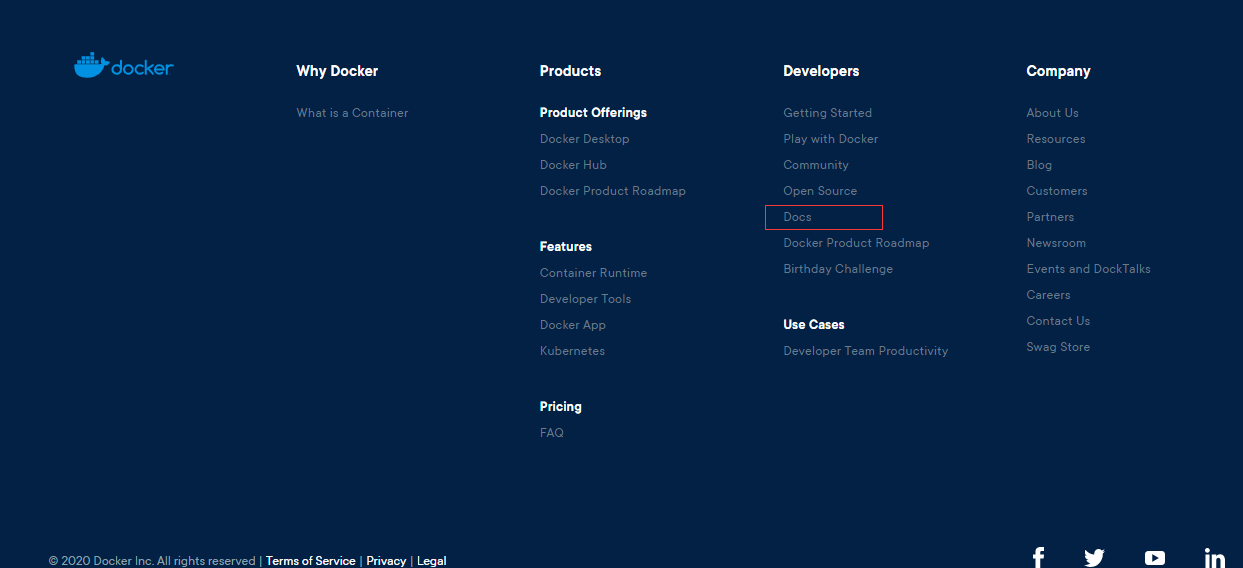 docker
Why Docker
What is a Container
Products
Product Offerings
Docker Desktop
Docker Hub
Docker Product Roadmap
Features
Container Runtime
Developer Tools
Docker App
Kubernetes
Pricing
FAQ
Developers
Getting Started
Play with Docker
Community
Open Source
Docs
Docker Product Roadmap
Birthday Challenge
Use Cases
Developer Team Productivity
Company
About Us
Resources
Blog
Customers
Partners
Newsroom
Events and DockTalks
Careers
Contact Us
Swag Store
© 2020 Docker Inc. All rights reserved | Terms of Service | Privacy | Legal